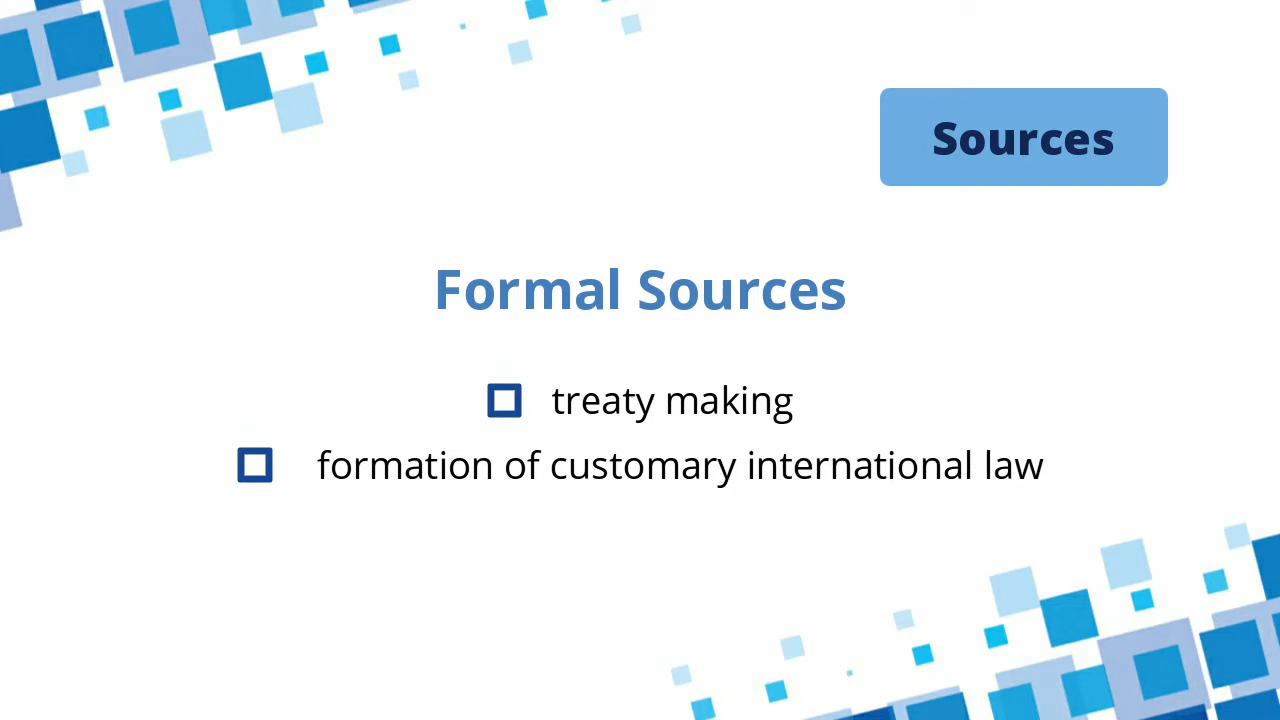 Sources
Formal Sources
treaty making
formation of customary international law